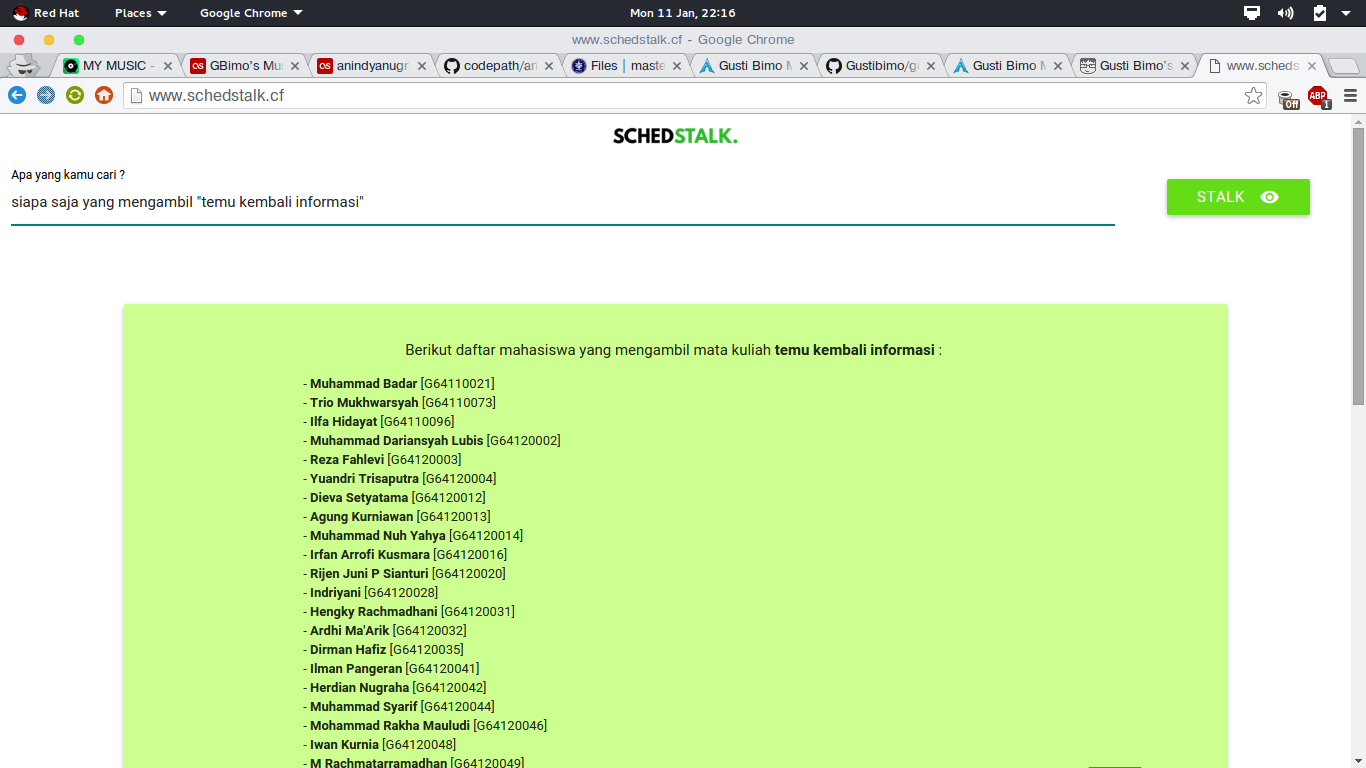 Red Hat Places Google Chrome Mon 11 Jan, 22:16
www.schedstalk.cf - Google Chrome
MY MUSIC - GBimo's Mus anindyanugr codepath/an Files | maste Gusti Bimo M Gustibimo/gi Gusti Bimo M Gusti Bimo's www.scheds
www.schedstalk.cf Off ABP 1
SCHEDSTALK.
Apa yang kamu cari ?
siapa saja yang mengambil "temu kembali informasi" STALK
Berikut daftar mahasiswa yang mengambil mata kuliah temu kembali informasi :
- Muhammad Badar [G64110021]
- Trio Mukhwarsyah [G64110073]
- Ilfa Hidayat [G64110096]
- Muhammad Dariansyah Lubis [G64120002]
- Reza Fahlevi [G64120003]
- Yuandri Trisaputra [G64120004]
- Dieva Setyatama [G64120012]
- Agung Kurniawan [G64120013]
- Muhammad Nuh Yahya [G64120014]
- Irfan Arrofi Kusmara [G64120016]
- Rijen Juni P Sianturi [G64120020]
- Indriyani [G64120028]
- Hengky Rachmadhani [G64120031]
- Ardhi Ma'Arik [G64120032]
- Dirman Hafiz [G64120035]
- Ilman Pangeran [G64120041]
- Herdian Nugraha [G64120042]
- Muhammad Syarif [G64120044]
- Mohammad Rakha Mauludi [G64120046]
- Iwan Kurnia [G64120048]
- M Rachmatarramadhan [G64120049]